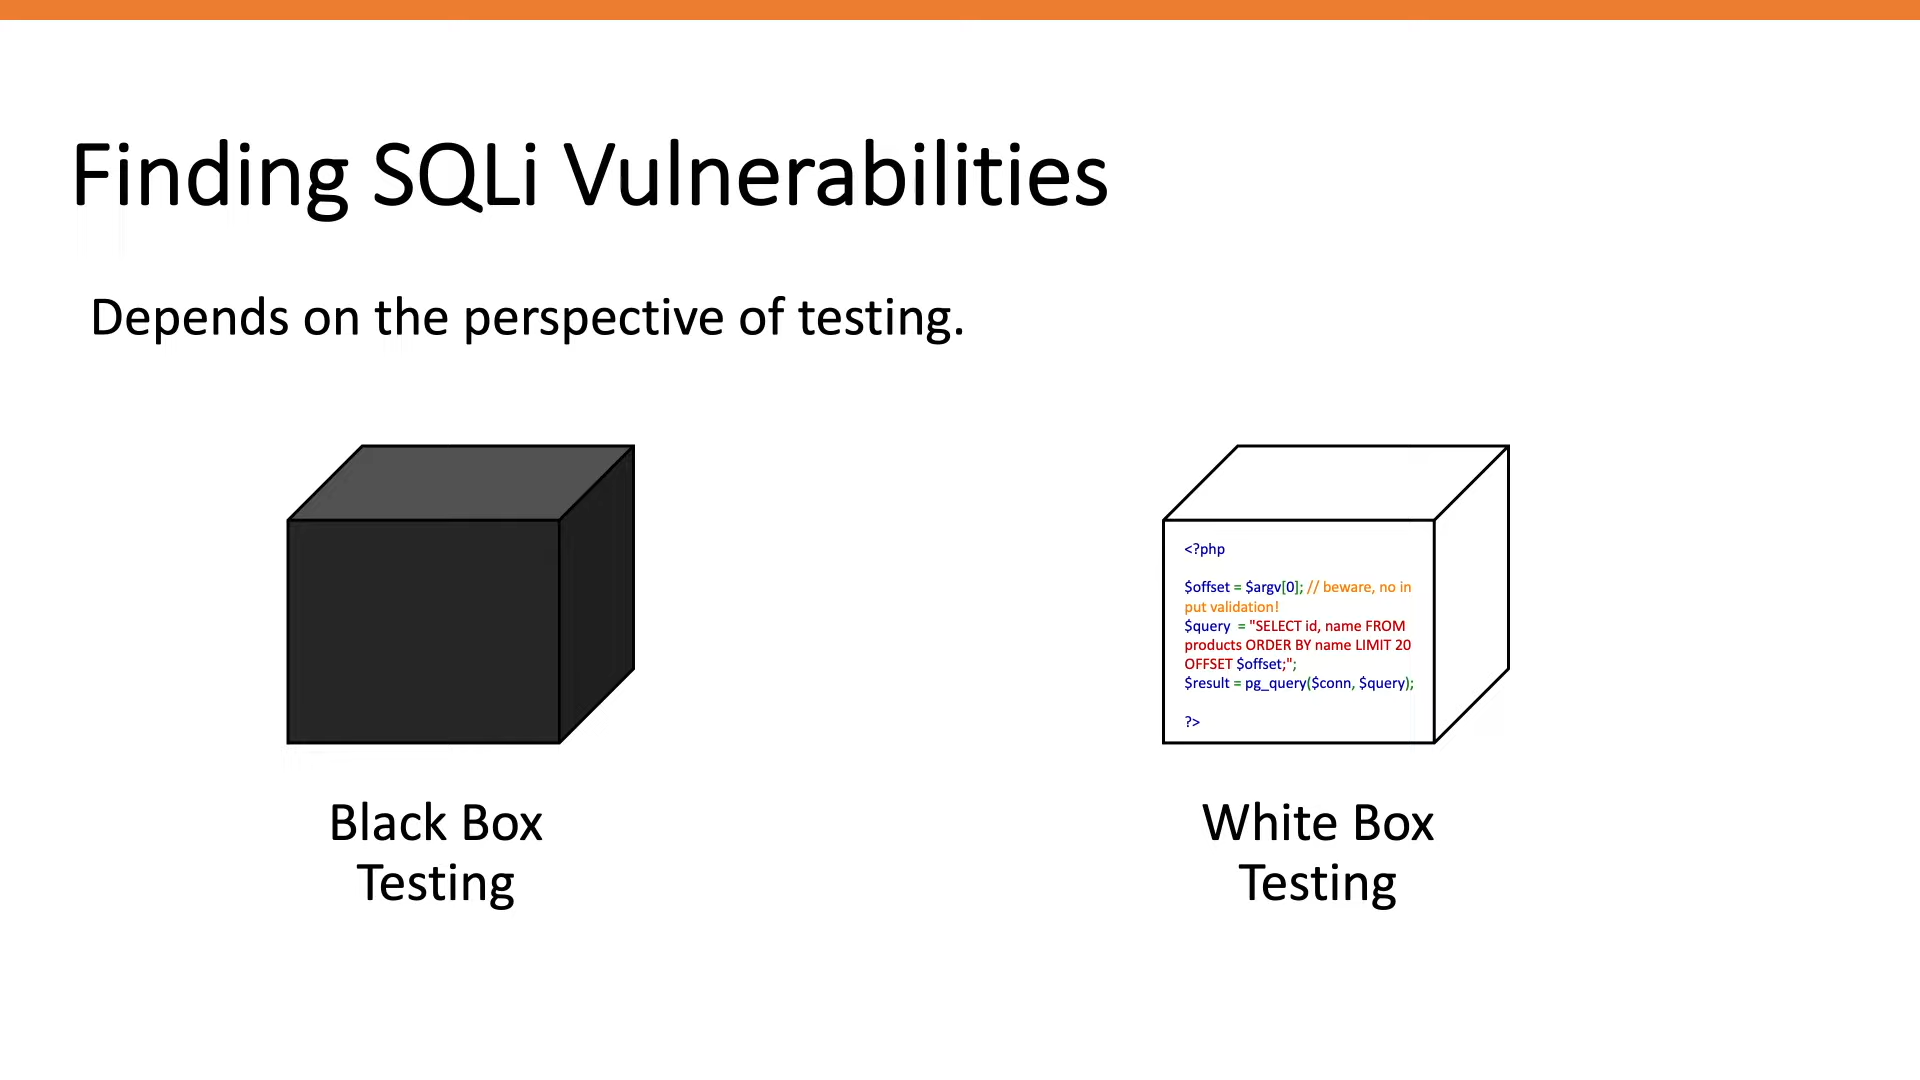 Finding SQLi Vulnerabilities
Depends on the perspective of testing.
<?php
$offset = $argv[0]; // beware, no in
put validation!
$query  = "SELECT id, name FROM
products ORDER BY name LIMIT 20
OFFSET $offset;";
$result = pg_query($conn, $query);
?>
Black Box
Testing
White Box
Testing